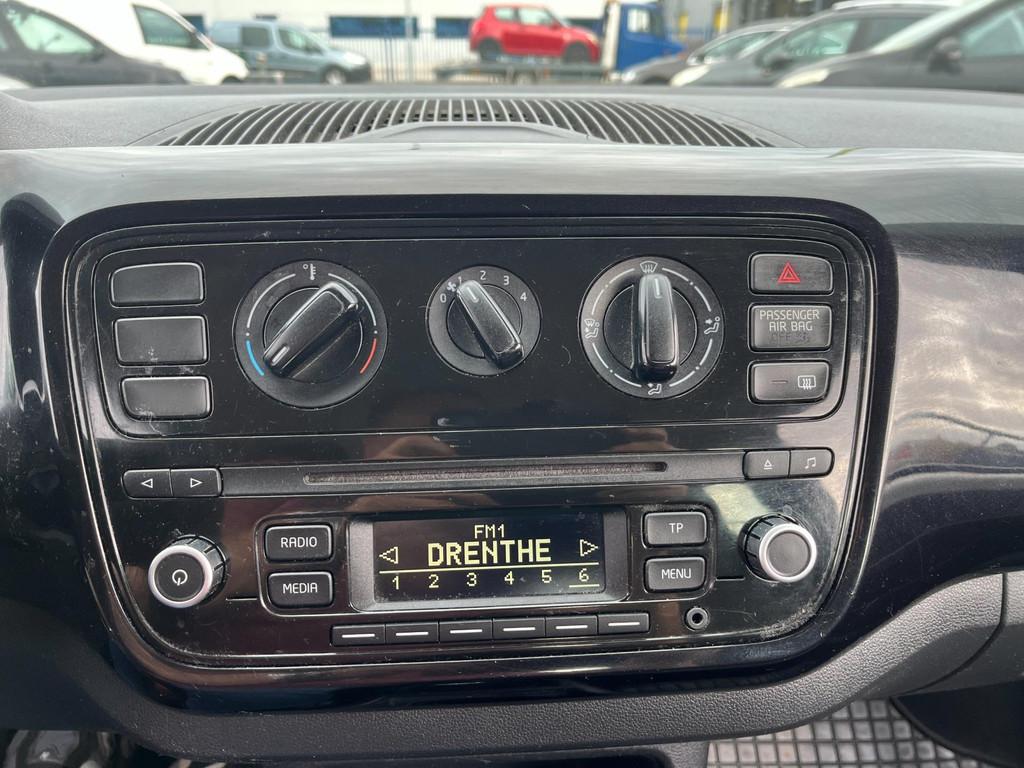 0 1 2 3 4
PASSENGER
AIR BAG
RADIO
MEDIA
FM1
DRENTHE
1 2 3 4 5 6
TP
MENU